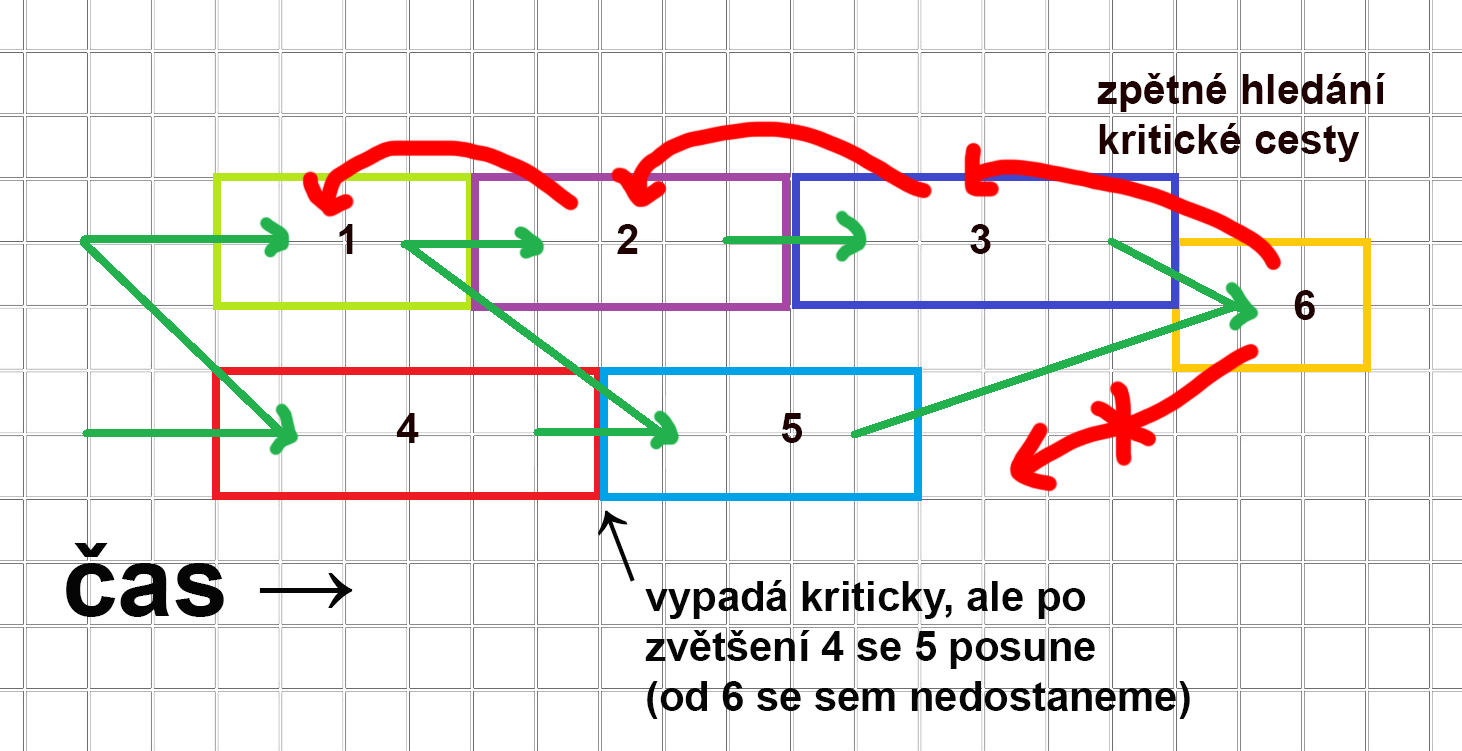 zpětné hledání
kritické cesty
1
2
3
6
4
5
čas
vypadá kriticky, ale po
zvětšení 4 se 5 posune
(od 6 se sem nedostaneme)